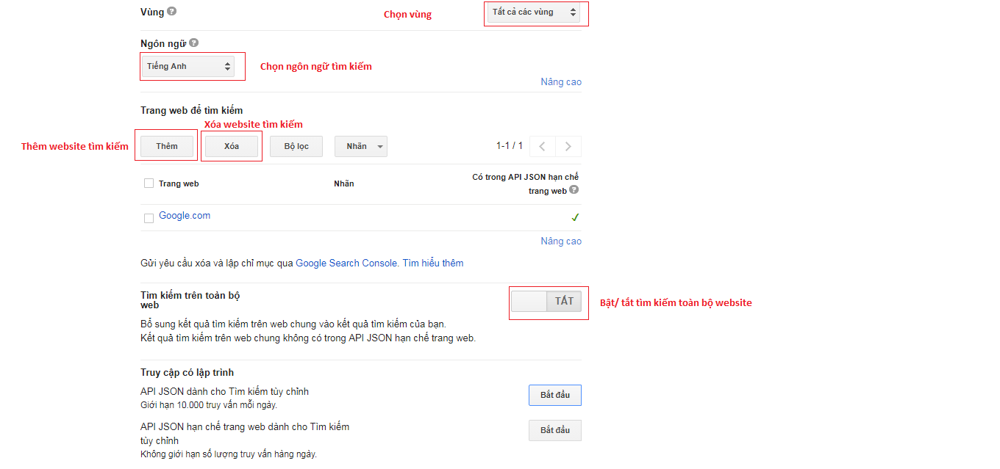 Vùng
Chọn vùng
Tất cả các vùng
Ngôn ngữ
Tiếng Anh
Chọn ngôn ngữ tìm kiếm
Nâng cao
Trang web để tìm kiếm
Xóa website tìm kiếm
Thêm website tìm kiếm
Thêm
Xóa
Bộ lọc
Nhãn
1-1 / 1
Trang web
Nhãn
Có trong API JSON hạn chế
trang web
Google.com
Nâng cao
Gửi yêu cầu xóa và lập chỉ mục qua Google Search Console. Tìm hiểu thêm
Tìm kiếm trên toàn bộ
web
TẮT
Bật/ tắt tìm kiếm toàn bộ website
Bổ sung kết quả tìm kiếm trên web chung vào kết quả tìm kiếm của bạn.
Kết quả tìm kiếm trên web chung không có trong API JSON hạn chế trang web.
Truy cập có lập trình
API JSON dành cho Tìm kiếm tùy chỉnh
Giới hạn 10.000 truy vấn mỗi ngày.
Bắt đầu
API JSON hạn chế trang web dành cho Tìm kiếm
tùy chỉnh
Không giới hạn số lượng truy vấn hàng ngày.
Bắt đầu